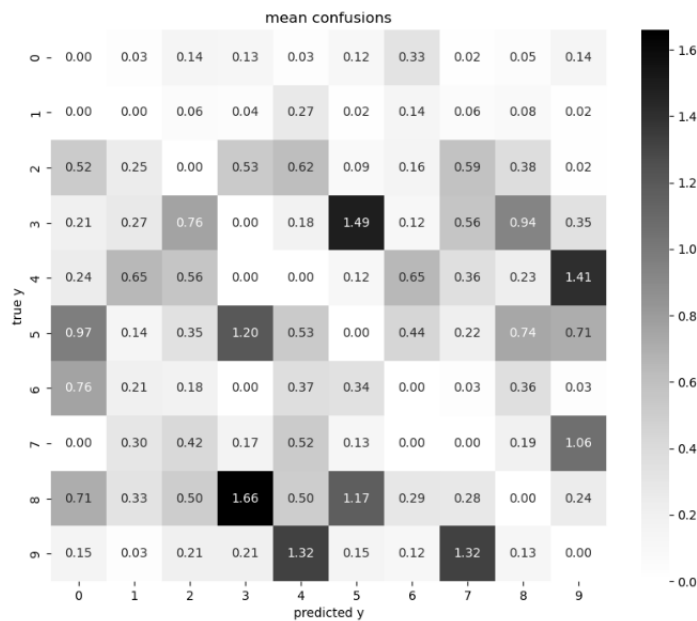 mean confusions
0 0.00 0.03 0.14 0.13 0.03 0.12 0.33 0.02 0.05 0.14
1 0.00 0.00 0.06 0.04 0.27 0.02 0.14 0.06 0.08 0.02
2 0.52 0.25 0.00 0.53 0.62 0.09 0.16 0.59 0.38 0.02
3 0.21 0.27 0.76 0.00 0.18 1.49 0.12 0.56 0.94 0.35
4 0.24 0.65 0.56 0.00 0.00 0.12 0.65 0.36 0.23 1.41
5 0.97 0.14 0.35 1.20 0.53 0.00 0.44 0.22 0.74 0.71
6 0.76 0.21 0.18 0.00 0.37 0.34 0.00 0.03 0.36 0.03
7 0.00 0.30 0.42 0.17 0.52 0.13 0.00 0.00 0.19 1.06
8 0.71 0.33 0.50 1.66 0.50 1.17 0.29 0.28 0.00 0.24
9 0.15 0.03 0.21 0.21 1.32 0.15 0.12 1.32 0.13 0.00
0 1 2 3 4 5 6 7 8 9
predicted y
true y
1.6
1.4
1.2
1.0
0.8
0.6
0.4
0.2
0.0